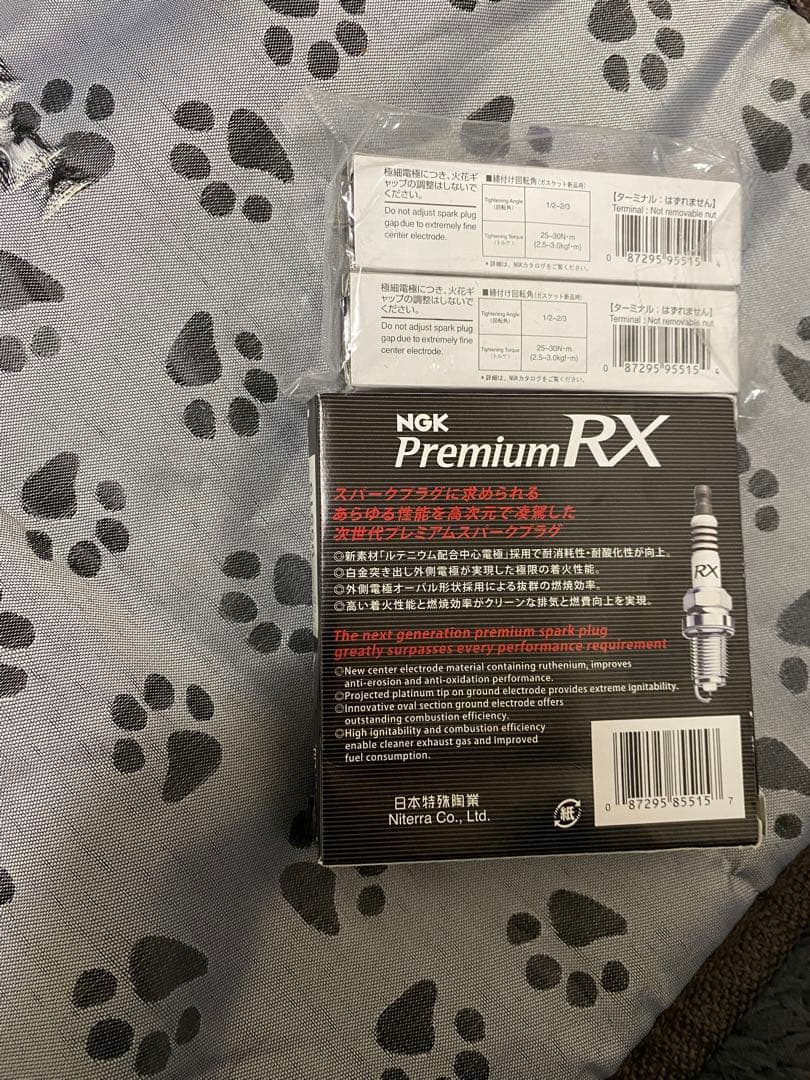 極細電極につき、火花ギ
ャップの調整はしないで
ください。
Do not adjust spark plug
gap due to extremely fine
center electrode.
■締付け回転角(ガスケット新品時)
Tightening Angle
(回転角)
1/2~2/3
Tightening Torque
(トルク)
25~30N・m
(2.5~3.0kgf・m)
*詳細は、NGKカタログをご覧ください。
【ターミナル:はずれません】
Terminal : Not removable nut
0 87295 95515 4
極細電極につき、火花ギ
ャップの調整はしないで
ください。
Do not adjust spark plug
gap due to extremely fine
center electrode.
■締付け回転角(ガスケット新品時)
Tightening Angle
(回転角)
1/2~2/3
Tightening Torque
(トルク)
25~30N・m
(2.5~3.0kgf・m)
*詳細は、NGKカタログをご覧ください。
【ターミナル:はずれません】
Terminal : Not removable nut
0 87295 95515 4
NGK
Premium RX
スパークプラグに求められる
あらゆる性能を高次元で凌駕した
次世代プレミアムスパークプラグ
◎新素材「ルテニウム配合中心電極」採用で耐消耗性・耐酸化性が向上。
◎白金突き出し外側電極が実現した極限の着火性能。
◎外側電極オーバル形状採用による抜群の燃焼効率。
◎高い着火性能と燃焼効率がクリーンな排気と燃費向上を実現。
The next generation premium spark plug
greatly surpasses every performance requirement
◎New center electrode material containing ruthenium, improves
anti-erosion and anti-oxidation performance.
◎Projected platinum tip on ground electrode provides extreme ignitability.
◎Innovative oval section ground electrode offers
outstanding combustion efficiency.
◎High ignitability and combustion efficiency
enable cleaner exhaust gas and improved
fuel consumption.
RX
日本特殊陶業
Niterra Co., Ltd.
紙
0 87295 85515 7